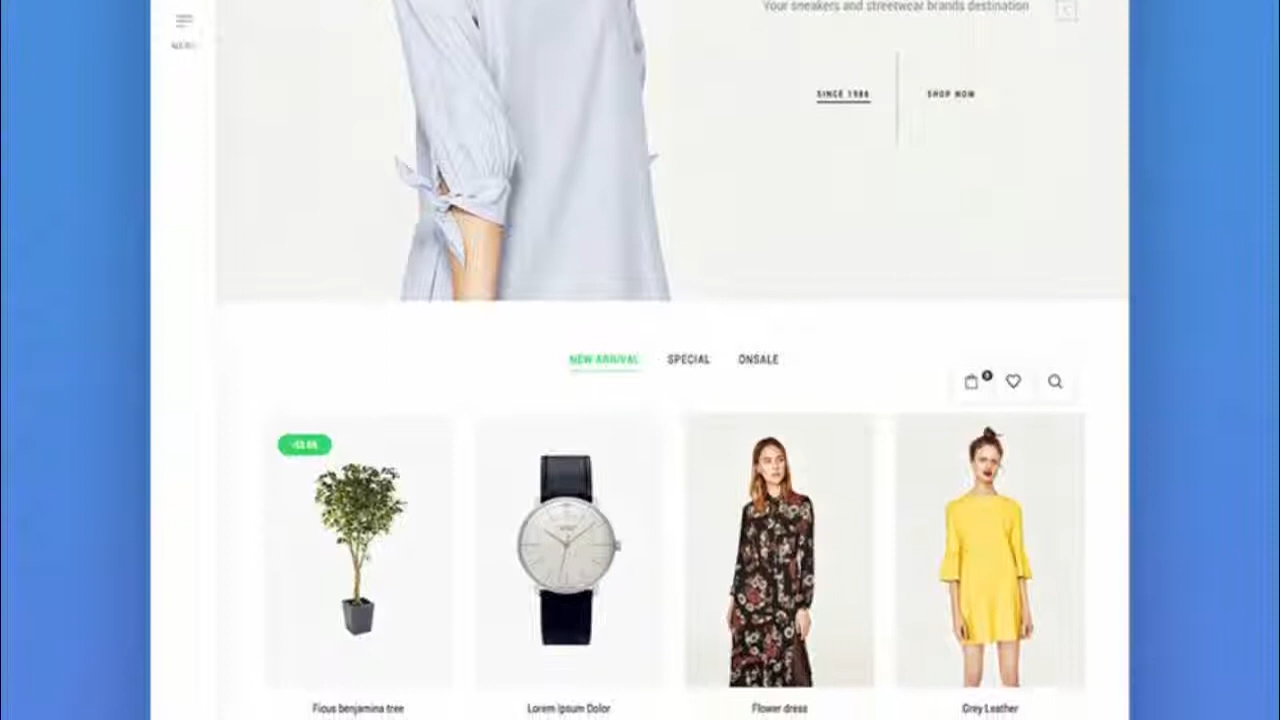 Your sneakers and streetwear brands destination
SINCE 1986
SHOP NOW
NEW ARRIVAL
SPECIAL
ONSALE
0
Ficus benjamina tree
Lorem Ipsum Dolor
Flower dress
Grey Leather